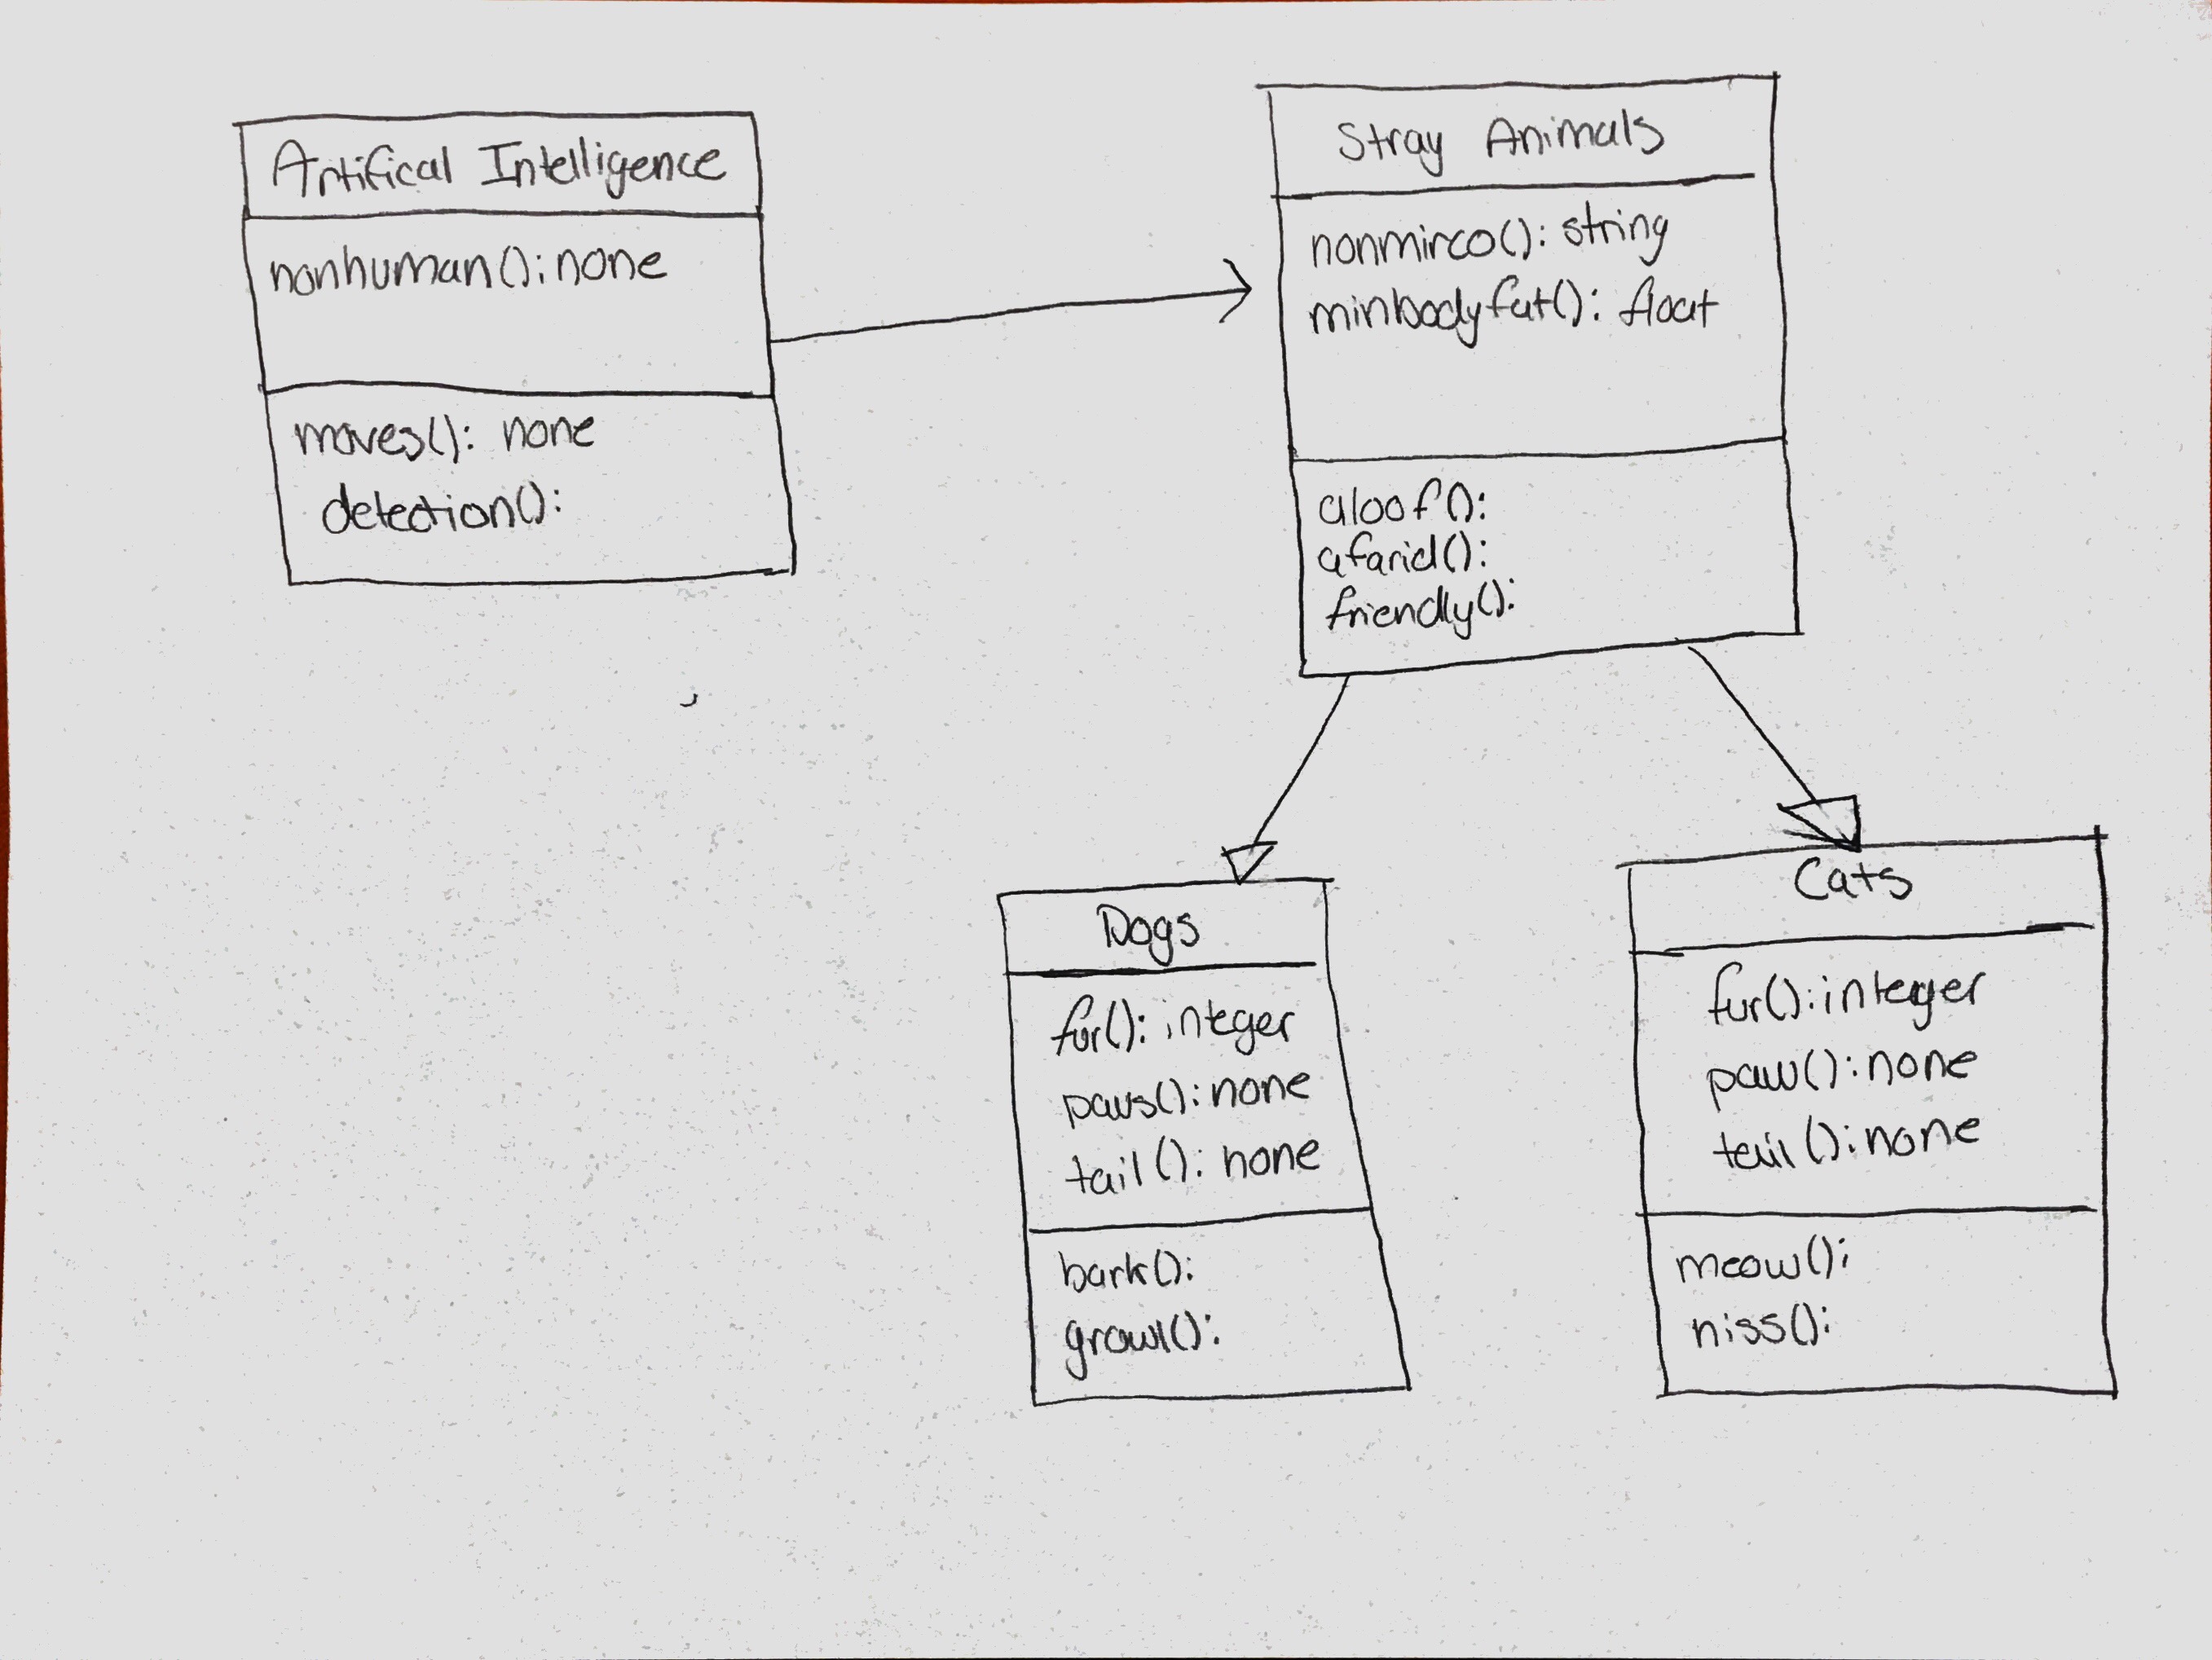 Artifical Intelligence
nonhuman(): none
moves(): none
detection():
Stray Animals
nonmirco(): string
minbodyfat(): float
aloof():
afarid():
friendly():
Dogs
fur(): integer
paws(): none
tail(): none
bark():
growl():
Cats
fur(): integer
paw(): none
tail(): none
meow():
hiss():